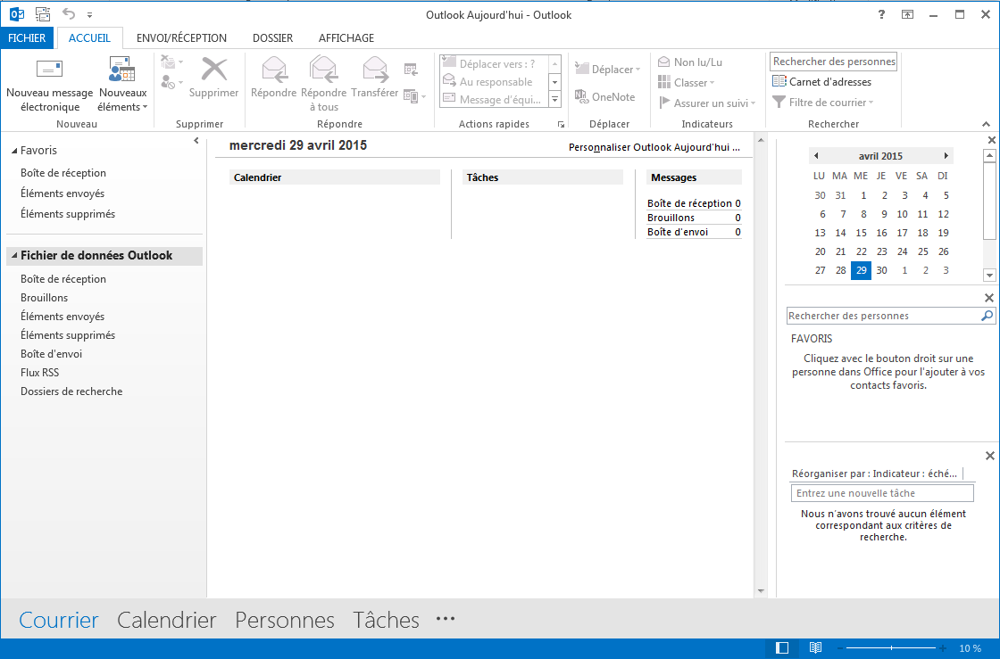 Outlook Aujourd'hui - Outlook
?
FICHIER ACCUEIL ENVOI/RÉCEPTION DOSSIER AFFICHAGE
Nouveau message
électronique
Nouveaux
éléments
Nouveau
Supprimer
Supprimer
Répondre
Répondre
à tous
Transférer
Répondre
Déplacer vers : ?
Au responsable
Message d'équi...
Actions rapides
Déplacer
OneNote
Déplacer
Non lu/Lu
Classer
Assurer un suivi
Indicateurs
Rechercher des personnes
Carnet d'adresses
Filtre de courrier
Rechercher
Favoris
Boîte de réception
Éléments envoyés
Éléments supprimés
Fichier de données Outlook
Boîte de réception
Brouillons
Éléments envoyés
Éléments supprimés
Boîte d'envoi
Flux RSS
Dossiers de recherche
mercredi 29 avril 2015
Personnaliser Outlook Aujourd'hui ...
Calendrier
Tâches
Messages
Boîte de réception 0
Brouillons 0
Boîte d'envoi 0
avril 2015
LU MA ME JE VE SA DI
30 31 1 2 3 4 5
6 7 8 9 10 11 12
13 14 15 16 17 18 19
20 21 22 23 24 25 26
27 28 29 30 1 2 3
Rechercher des personnes
FAVORIS
Cliquez avec le bouton droit sur une
personne dans Office pour l'ajouter à vos
contacts favoris.
Réorganiser par : Indicateur : éché...
Entrez une nouvelle tâche
Nous n'avons trouvé aucun élément
correspondant aux critères de
recherche.
Courrier Calendrier Personnes Tâches ...
10 %